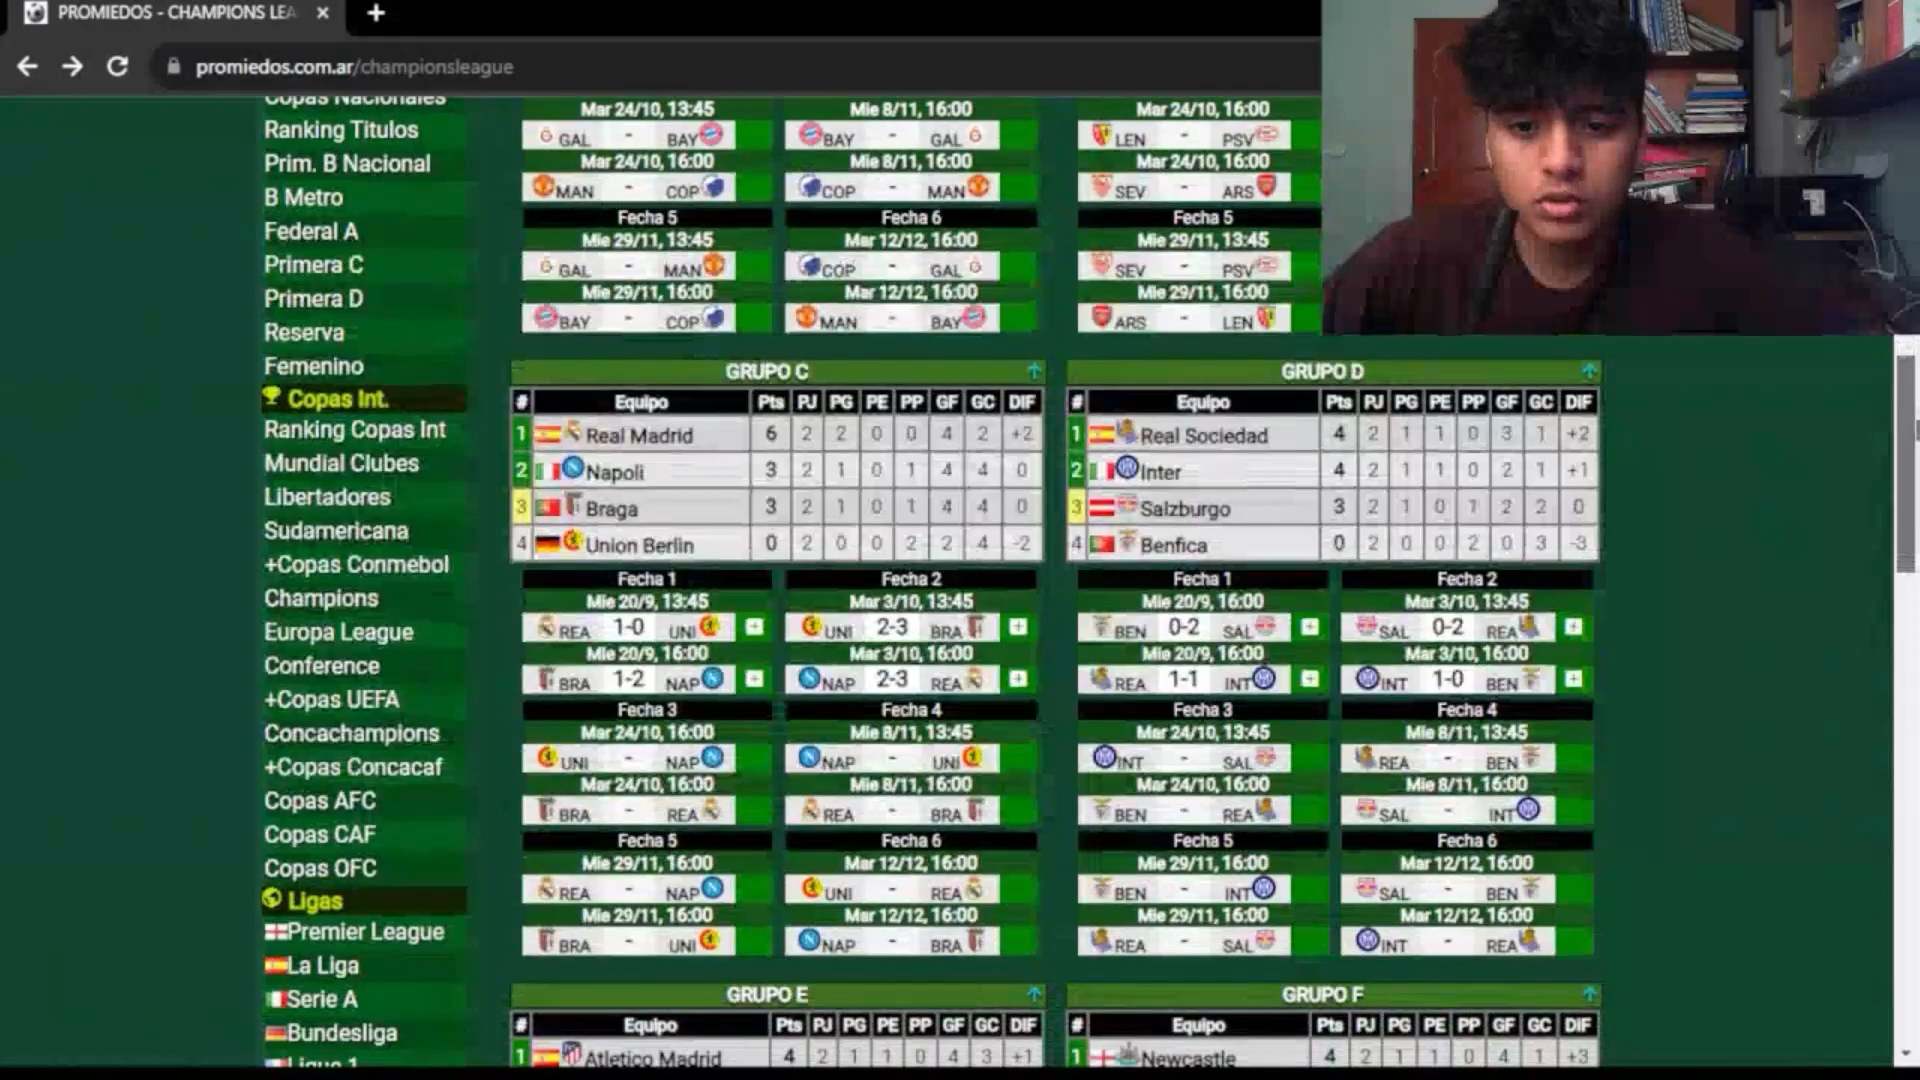 PROMIEDOS - CHAMPIONS LEA
promiedos.com.ar/championsleague
Copas Nacionales
Ranking Titulos
Prim. B Nacional
B Metro
Federal A
Primera C
Primera D
Reserva
Femenino
Copas Int.
Ranking Copas Int
Mundial Clubes
Libertadores
Sudamericana
+Copas Conmebol
Champions
Europa League
Conference
+Copas UEFA
Concachampions
+Copas Concacaf
Copas AFC
Copas CAF
Copas OFC
Ligas
Premier League
La Liga
Serie A
Bundesliga
Ligue 1
Mar 24/10, 13:45 Mie 8/11, 16:00
GAL - BAY BAY - GAL
Mar 24/10, 16:00 Mie 8/11, 16:00
MAN - COP COP - MAN
Fecha 5 Fecha 6
Mie 29/11, 13:45 Mar 12/12, 16:00
GAL - MAN COP - GAL
Mie 29/11, 16:00 Mar 12/12, 16:00
BAY - COP MAN - BAY
Mar 24/10, 16:00
LEN - PSV
Mar 24/10, 16:00
SEV - ARS
Fecha 5
Mie 29/11, 13:45
SEV - PSV
Mie 29/11, 16:00
ARS - LEN
GRUPO C
# Equipo Pts PJ PG PE PP GF GC DIF
1 Real Madrid 6 2 2 0 0 4 2 +2
2 Napoli 3 2 1 0 1 4 4 0
3 Braga 3 2 1 0 1 4 4 0
4 Union Berlin 0 2 0 0 2 2 4 -2
Fecha 1 Fecha 2
Mie 20/9, 13:45 Mar 3/10, 13:45
REA 1-0 UNI UNI 2-3 BRA
Mie 20/9, 16:00 Mar 3/10, 16:00
BRA 1-2 NAP NAP 2-3 REA
Fecha 3 Fecha 4
Mar 24/10, 16:00 Mie 8/11, 13:45
UNI - NAP NAP - UNI
Mar 24/10, 16:00 Mie 8/11, 16:00
BRA - REA REA - BRA
Fecha 5 Fecha 6
Mie 29/11, 16:00 Mar 12/12, 16:00
REA - NAP UNI - REA
Mie 29/11, 16:00 Mar 12/12, 16:00
BRA - UNI NAP - BRA
GRUPO D
# Equipo Pts PJ PG PE PP GF GC DIF
1 Real Sociedad 4 2 1 1 0 3 1 +2
2 Inter 4 2 1 1 0 2 1 +1
3 Salzburgo 3 2 1 0 1 2 2 0
4 Benfica 0 2 0 0 2 0 3 -3
Fecha 1 Fecha 2
Mie 20/9, 16:00 Mar 3/10, 13:45
BEN 0-2 SAL SAL 0-2 REA
Mie 20/9, 16:00 Mar 3/10, 16:00
REA 1-1 INT INT 1-0 BEN
Fecha 3 Fecha 4
Mar 24/10, 13:45 Mie 8/11, 13:45
INT - SAL REA - BEN
Mar 24/10, 16:00 Mie 8/11, 16:00
BEN - REA SAL - INT
Fecha 5 Fecha 6
Mie 29/11, 16:00 Mar 12/12, 16:00
BEN - INT SAL - BEN
Mie 29/11, 16:00 Mar 12/12, 16:00
REA - SAL INT - REA
GRUPO E
# Equipo Pts PJ PG PE PP GF GC DIF
1 Atletico Madrid 4 2 1 1 0 4 3 +1
GRUPO F
# Equipo Pts PJ PG PE PP GF GC DIF
1 Newcastle 4 2 1 1 0 4 1 +3